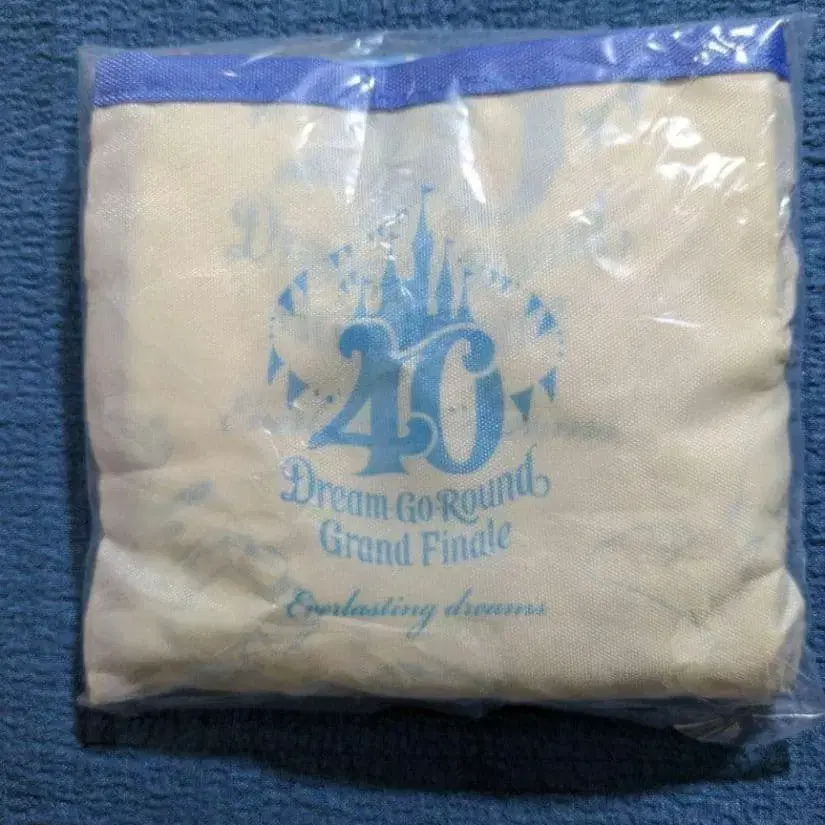 40
Dream Go-Round
Grand Finale
Everlasting dreams